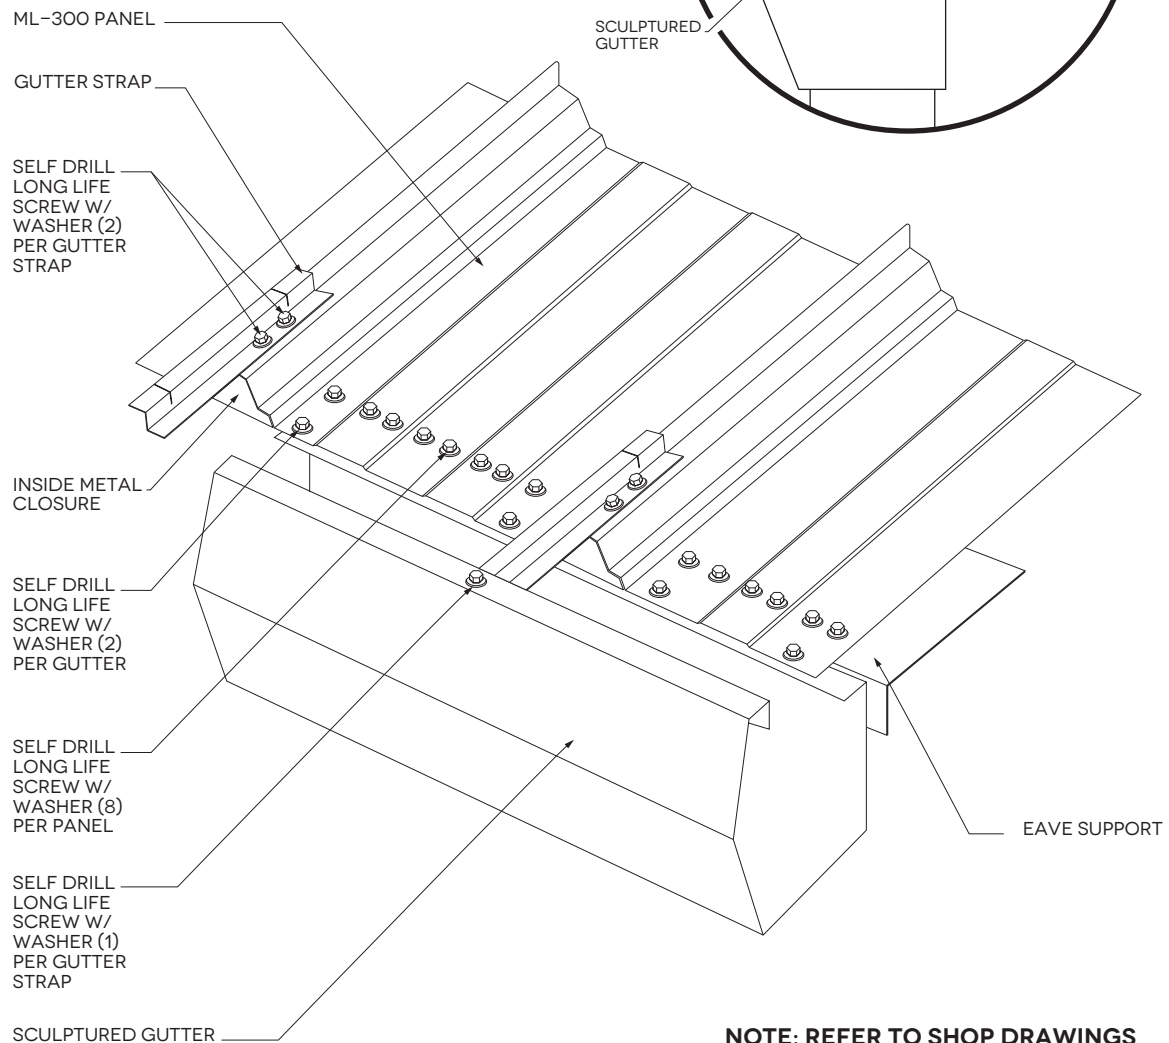 ML-300 PANEL
GUTTER STRAP
SELF DRILL
LONG LIFE
SCREW W/
WASHER (2)
PER GUTTER
STRAP
INSIDE METAL
CLOSURE
SELF DRILL
LONG LIFE
SCREW W/
WASHER (2)
PER GUTTER
SELF DRILL
LONG LIFE
SCREW W/
WASHER (8)
PER PANEL
SELF DRILL
LONG LIFE
SCREW W/
WASHER (1)
PER GUTTER
STRAP
SCULPTURED GUTTER
SCULPTURED
GUTTER
EAVE SUPPORT
NOTE: REFER TO SHOP DRAWINGS